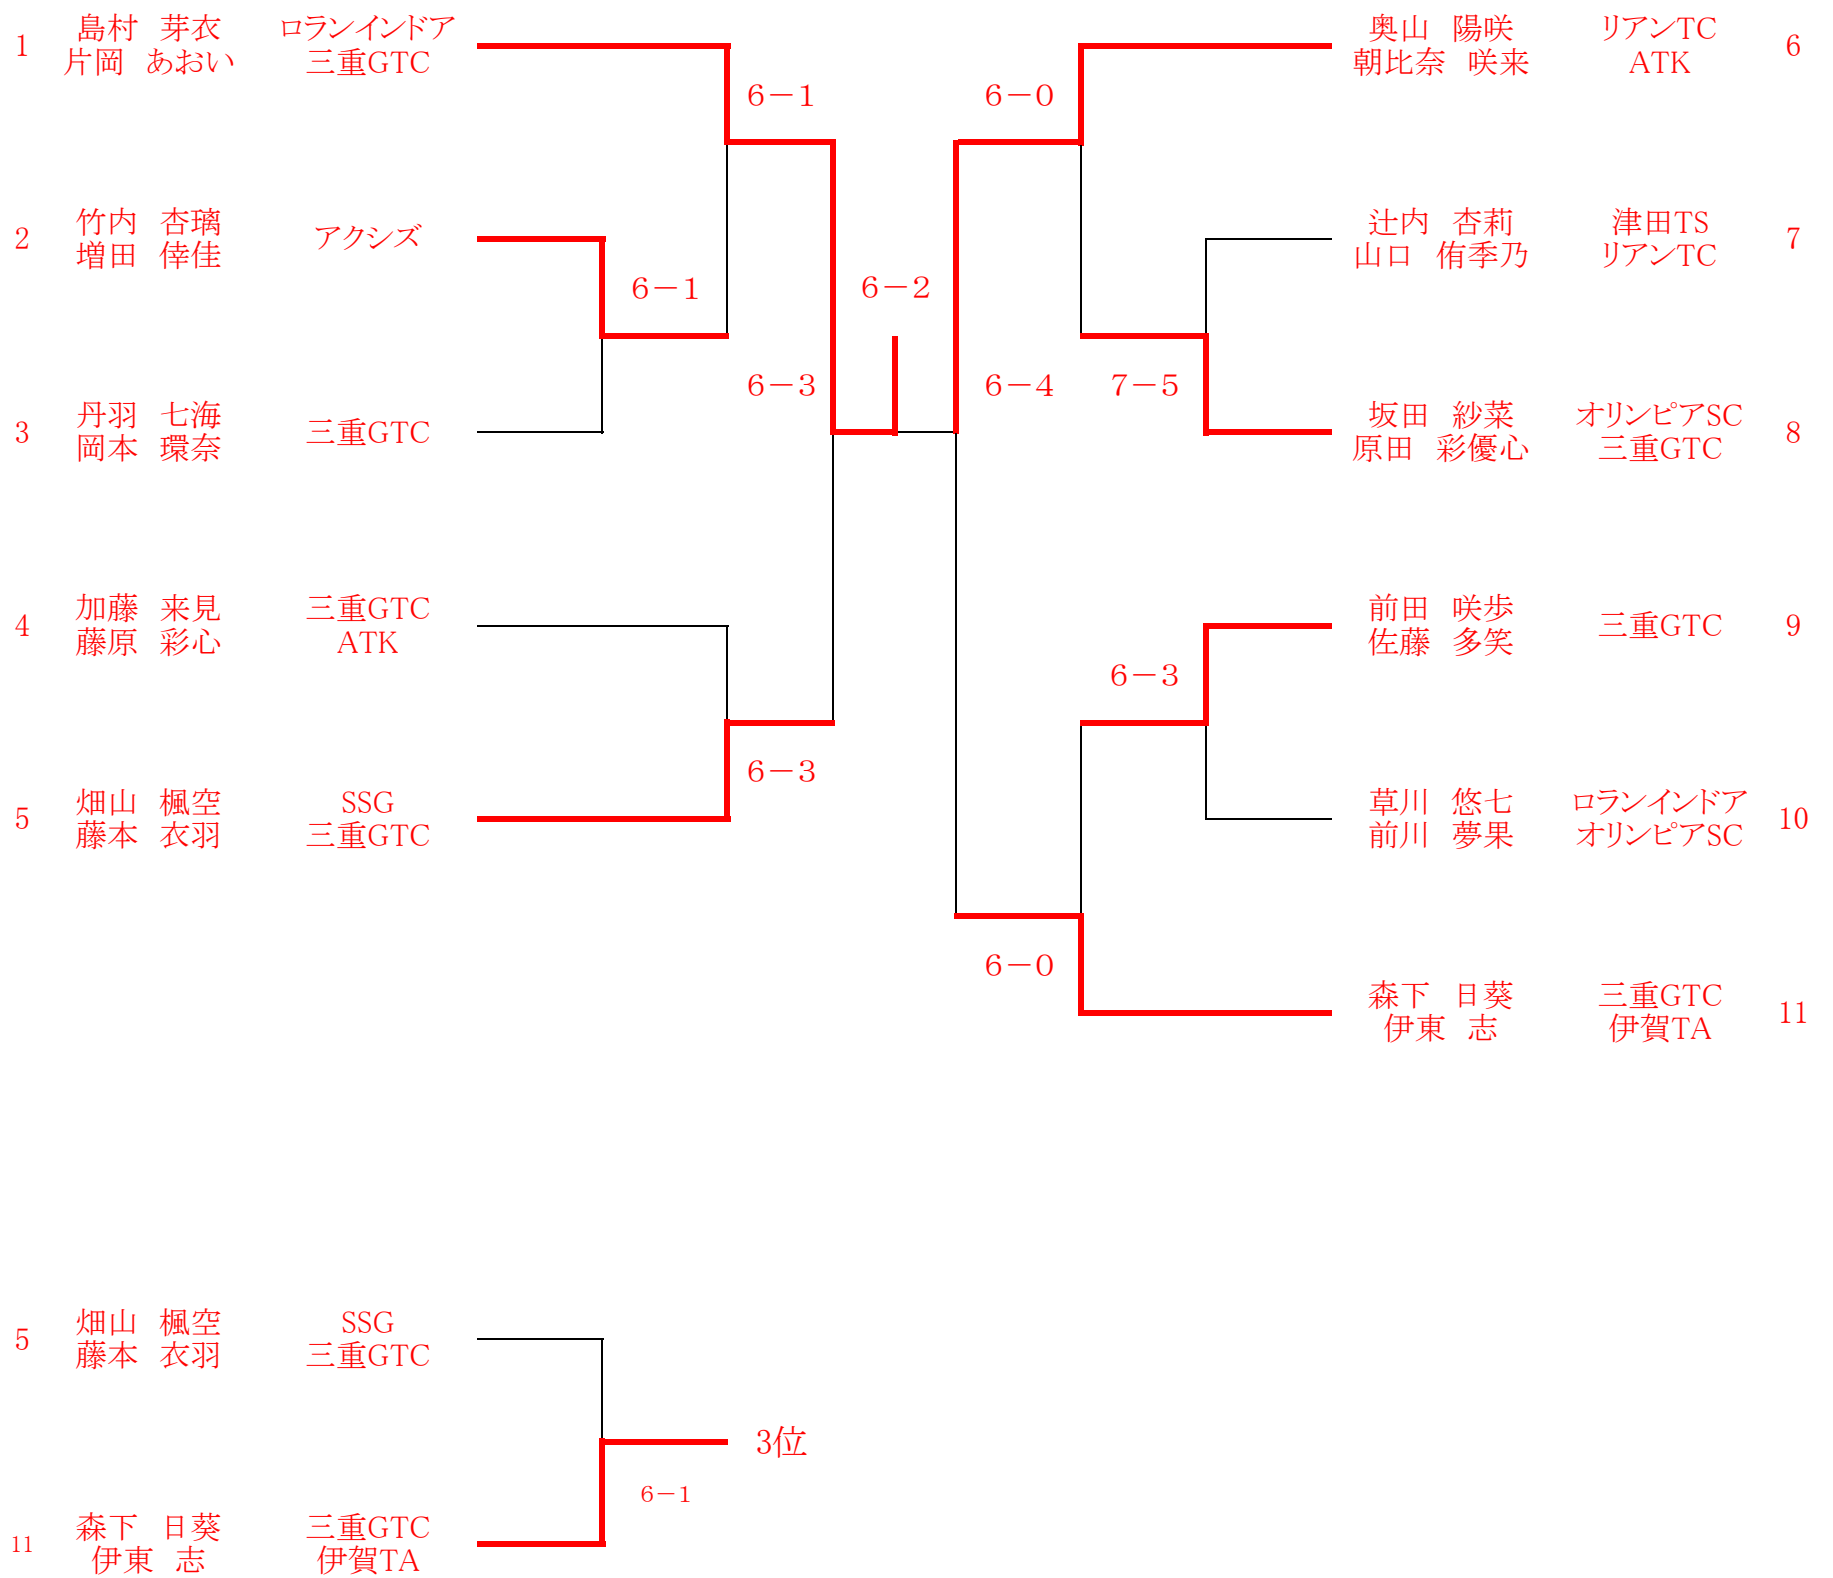 1
島村　芽衣
片岡　あおい
ロランインドア
三重GTC
2
竹内　杏璃
増田　倖佳
アクシズ
3
丹羽　七海
岡本　環奈
三重GTC
4
加藤　来見
藤原　彩心
三重GTC
ATK
5
畑山　楓空
藤本　衣羽
SSG
三重GTC
6－1
6－1
6－3
6－3
6－2
6－0
6－4
7－5
6－3
6－0
奥山　陽咲
朝比奈　咲来
リアンTC
ATK
6
辻内　杏莉
山口　侑季乃
津田TS
リアンTC
7
坂田　紗菜
原田　彩優心
オリンピアSC
三重GTC
8
前田　咲歩
佐藤　多笑
三重GTC
9
草川　悠七
前川　夢果
ロランインドア
オリンピアSC
10
森下　日葵
伊東　志
三重GTC
伊賀TA
11
5
畑山　楓空
藤本　衣羽
SSG
三重GTC
3位
6－1
11
森下　日葵
伊東　志
三重GTC
伊賀TA